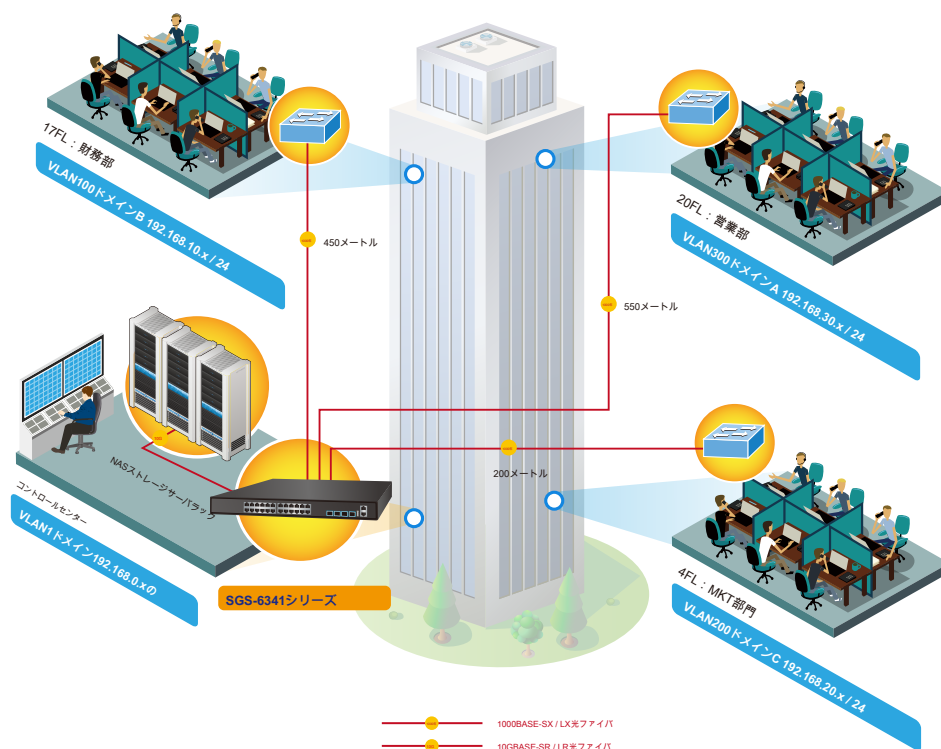 17FL：財務部
VLAN100ドメインB 192.168.10.x / 24
450メートル
20FL：営業部
VLAN300ドメインA 192.168.30.x / 24
550メートル
200メートル
NASストレージサーバラック
コントロールセンター
VLAN1ドメイン192.168.0.xの
SGS-6341シリーズ
4FL：MKT部門
VLAN200ドメインC 192.168.20.x / 24
1000BASE-SX / LX光ファイバ
10GBASE-SR / LR光ファイバ